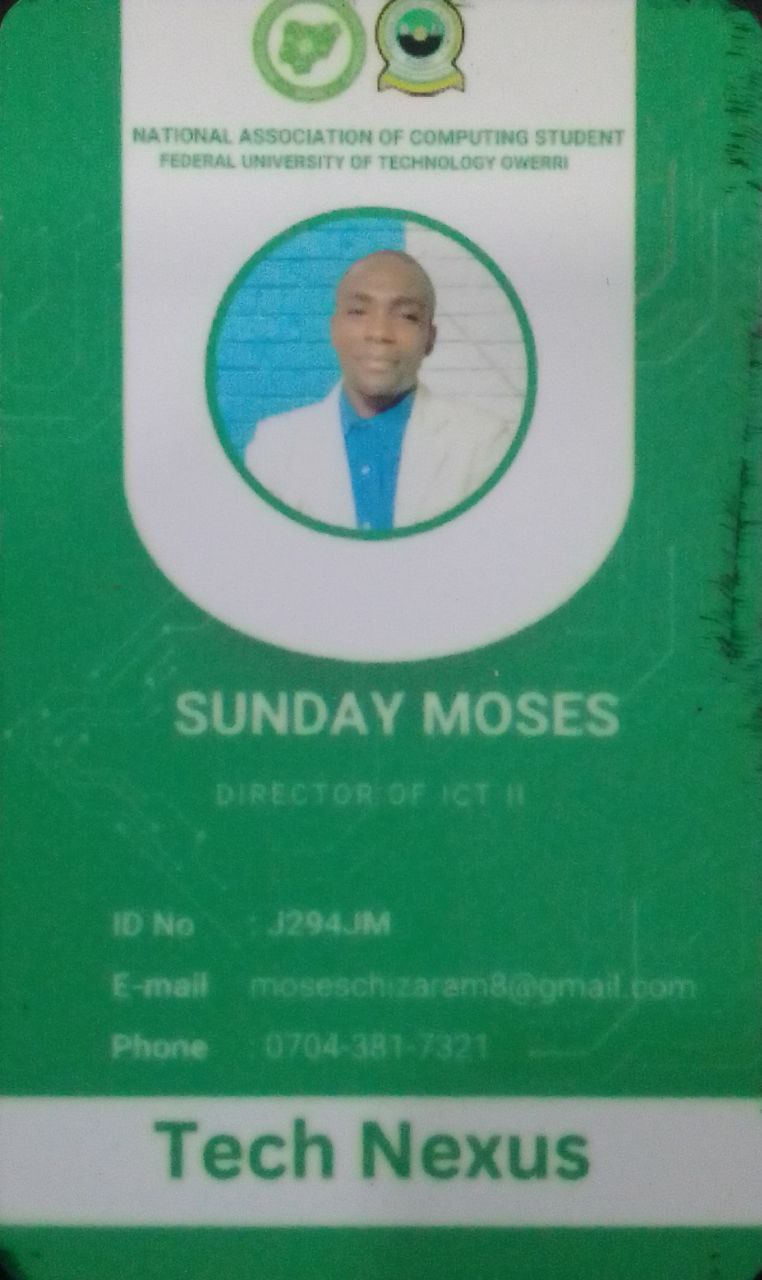 NATIONAL ASSOCIATION OF COMPUTING STUDENT
FEDERAL UNIVERSITY OF TECHNOLOGY OWERRI
SUNDAY MOSES
DIRECTOR OF ICT II
ID No : J294JM
E-mail moseschizaram8@gmail.com
Phone : 0704-381-7321
Tech Nexus